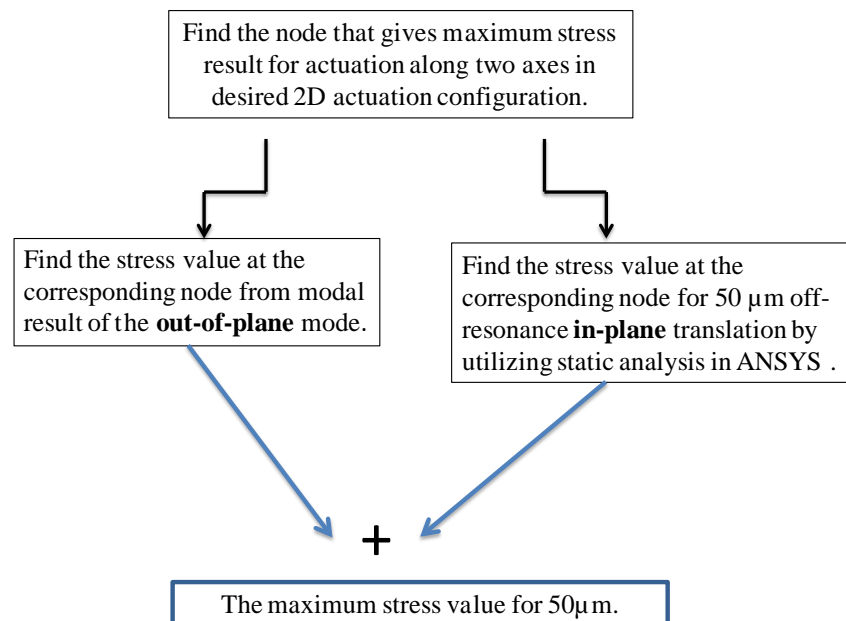 Find the node that gives maximum stress
result for actuation along two axes in
desired 2D actuation configuration.
Find the stress value at the
corresponding node from modal
result of the out-of-plane mode.
Find the stress value at the
corresponding node for 50 µm off-
resonance in-plane translation by
utilizing static analysis in ANSYS .
+
The maximum stress value for 50µm.